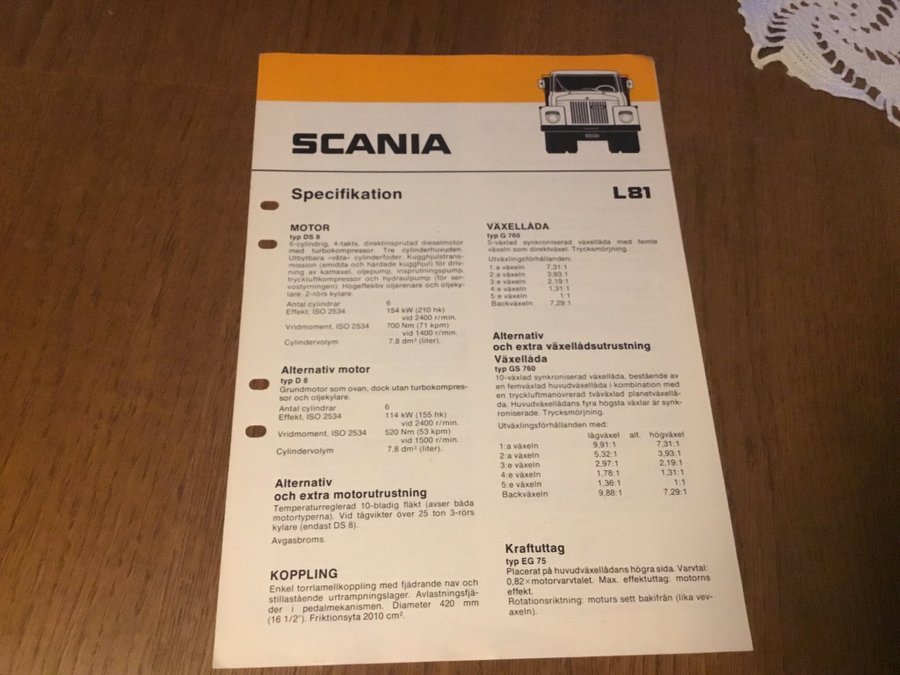 SCANIA
Specifikation
L81
MOTOR
typ DS 8
6-cylindrig, 4-takts, direktinsprutad dieselmotor
med turbokompressor. Tre cylinderhuvuden.
Utbytbara »våta» cylinderfoder. Kugghjulstrans-
mission (smidda och härdade kugghjul) för driv-
ning av kamaxel, oljepump, insprutningspump,
tryckluftkompressor och hydraulpump (för ser-
vostyrningen). Högeffektiv oljerenare och oljeky-
lare. 2-rörs kylare.
Antal cylindrar 6
Effekt, ISO 2534 154 kW (210 hk)
vid 2400 r/min.
Vridmoment, ISO 2534 700 Nm (71 kpm)
vid 1400 r/min.
Cylindervolym 7,8 dm³ (liter).
Alternativ motor
typ D 8
Grundmotor som ovan, dock utan turbokompres-
sor och oljekylare.
Antal cylindrar 6
Effekt, ISO 2534 114 kW (155 hk)
vid 2400 r/min.
Vridmoment, ISO 2534 520 Nm (53 kpm)
vid 1500 r/min.
Cylindervolym 7,8 dm³ (liter).
Alternativ
och extra motorutrustning
Temperaturreglerad 10-bladig fläkt (avser båda
motortyperna). Vid tågvikter över 25 ton 3-rörs
kylare (endast DS 8).
Avgasbroms.
KOPPLING
Enkel torrlamellkoppling med fjädrande nav och
stillastående urtrampningslager. Avlastningsfjä-
der i pedalmekanismen. Diameter 420 mm
(16 1/2"). Friktionsyta 2010 cm².
VÄXELLÅDA
typ G 760
5-växlad synkroniserad växellåda med femte
växeln som direktväxel. Trycksmörjning.
Utväxlingsförhållanden:
1:a växeln 7,31:1
2:a växeln 3,93:1
3:e växeln 2,19:1
4:e växeln 1,31:1
5:e växeln 1:1
Backväxeln 7,29:1
Alternativ
och extra växellådsutrustning
Växellåda
typ GS 760
10-växlad synkroniserad växellåda, bestående av
en femväxlad huvudväxellåda i kombination med
en tryckluftmanövrerad tvåväxlad planetväxellå-
da. Huvudväxellådans fyra högsta växlar är synk-
roniserade. Trycksmörjning.
Utväxlingsförhållanden med:
lågväxel alt. högväxel
1:a växeln 9,91:1 7,31:1
2:a växeln 5,32:1 3,93:1
3:e växeln 2,97:1 2,19:1
4:e växeln 1,78:1 1,31:1
5:e växeln 1,36:1 1:1
Backväxeln 9,88:1 7,29:1
Kraftuttag
typ EG 75
Placerat på huvudväxellådans högra sida. Varvtal:
0,82×motorvarvtalet. Max. effektuttag: motorns
effekt.
Rotationsriktning: moturs sett bakifrån (lika vev-
axeln).